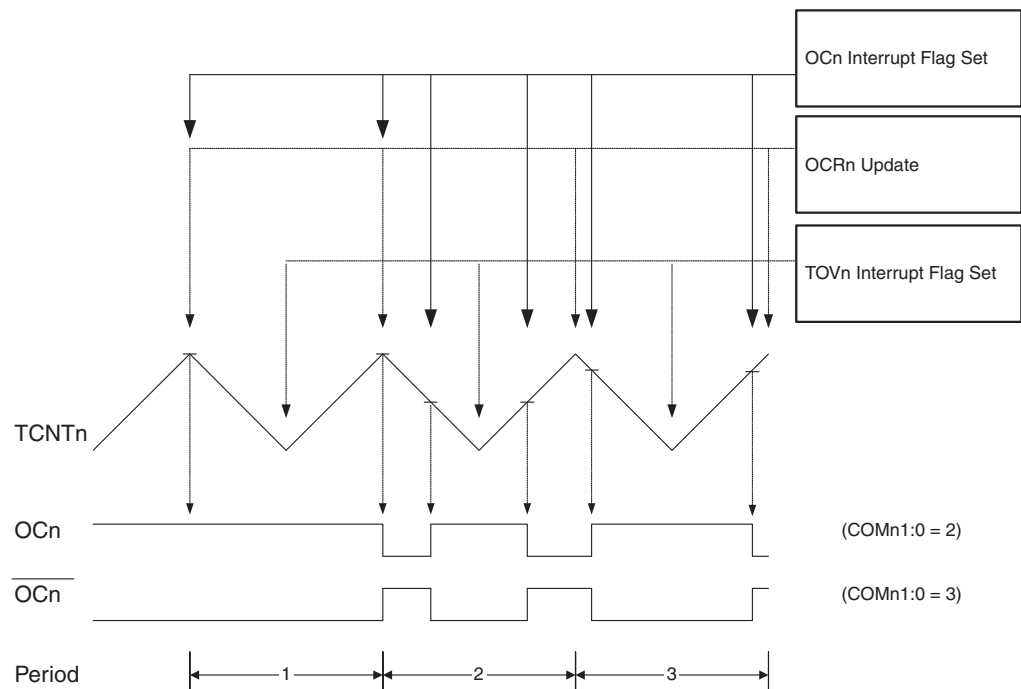 OCn Interrupt Flag Set
OCRn Update
TOVn Interrupt Flag Set
TCNTn
OCn
(COMn1:0 = 2)
OCn
(COMn1:0 = 3)
Period
1
2
3